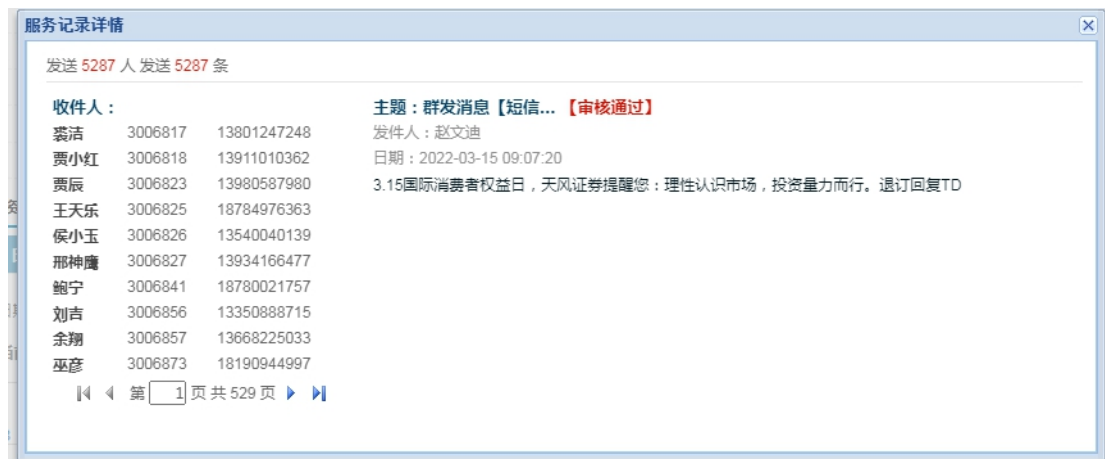 服务记录详情
发送 5287 人 发送 5287 条
收件人：
裘洁 3006817 13801247248
贾小红 3006818 13911010362
贾辰 3006823 13980587980
王天乐 3006825 18784976363
侯小玉 3006826 13540040139
邢神鹰 3006827 13934166477
鲍宁 3006841 18780021757
刘吉 3006856 13350888715
余翔 3006857 13668225033
巫彦 3006873 18190944997
第 1 页 共 529 页
主题：群发消息【短信... 【审核通过】
发件人：赵文迪
日期：2022-03-15 09:07:20
3.15国际消费者权益日，天风证券提醒您：理性认识市场，投资量力而行。退订回复TD